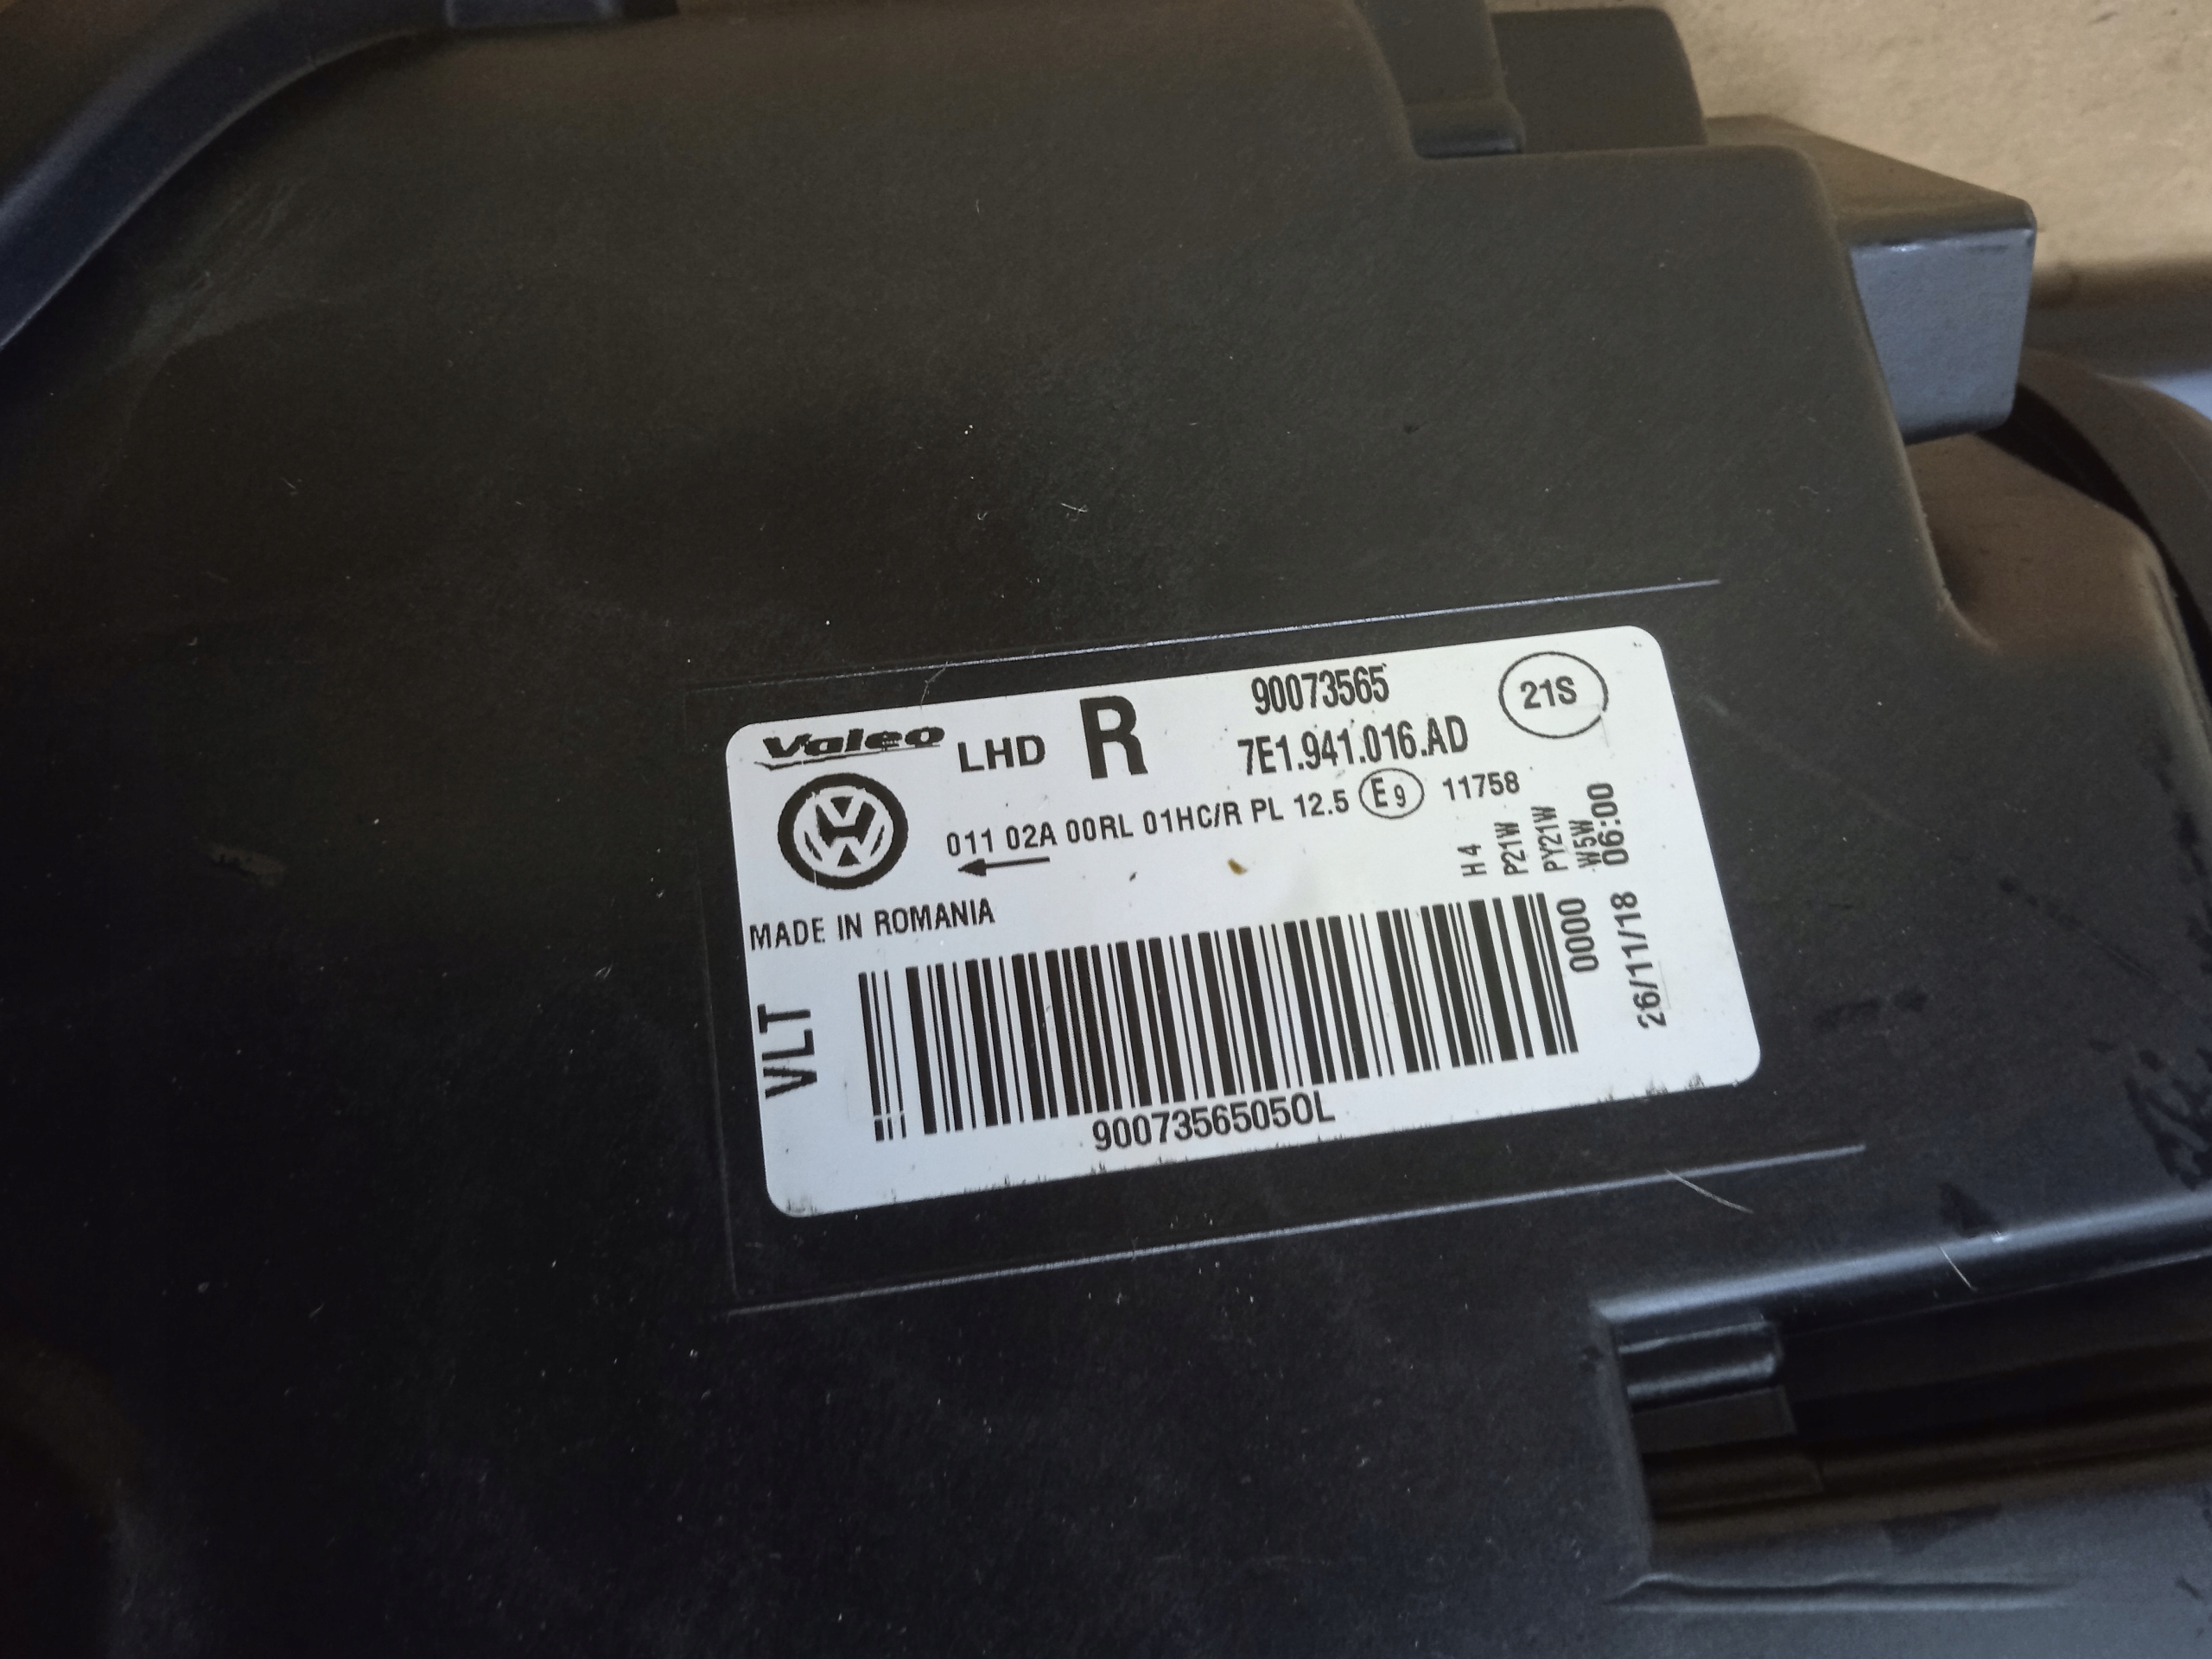 Valeo LHD R 90073565 21S
7E1.941.016.AD
011 02A 00RL 01HC/R PL 12.5 E9 11758
MADE IN ROMANIA
H4
P21W
PY21W
W5W
0000
26/11/18 06:00
VLT
90073565050L